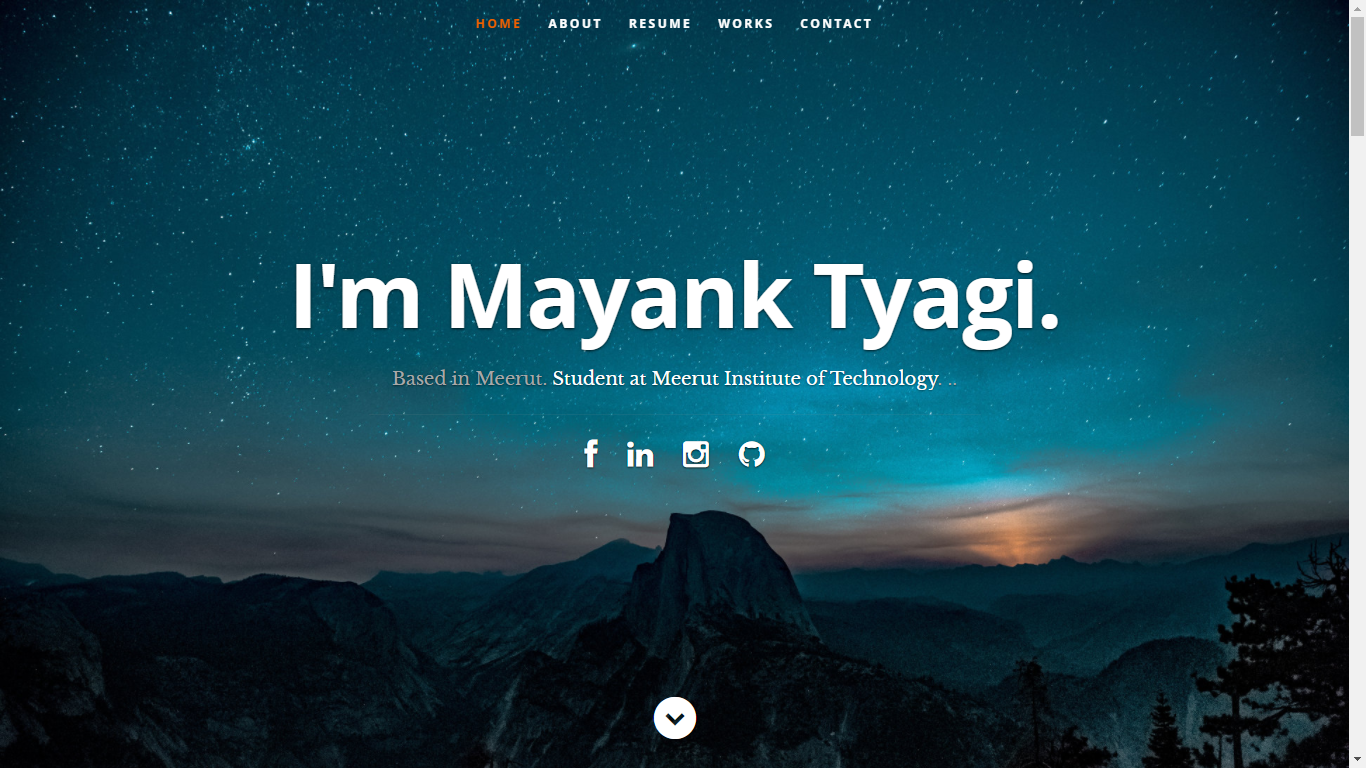 HOME ABOUT RESUME WORKS CONTACT
I'm Mayank Tyagi.
Based in Meerut. Student at Meerut Institute of Technology. ..